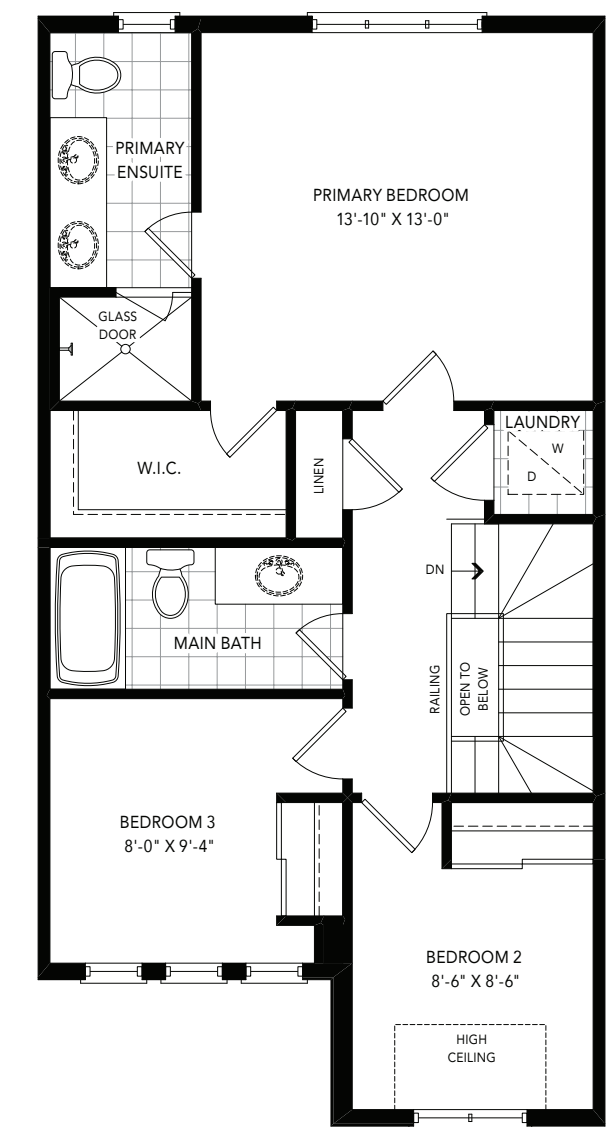 PRIMARY
ENSUITE
PRIMARY BEDROOM
13'-10" X 13'-0"
GLASS
DOOR
LAUNDRY
W
D
W.I.C.
LINEN
DN
MAIN BATH
RAILING
OPEN TO
BELOW
BEDROOM 3
8'-0" X 9'-4"
BEDROOM 2
8'-6" X 8'-6"
HIGH
CEILING